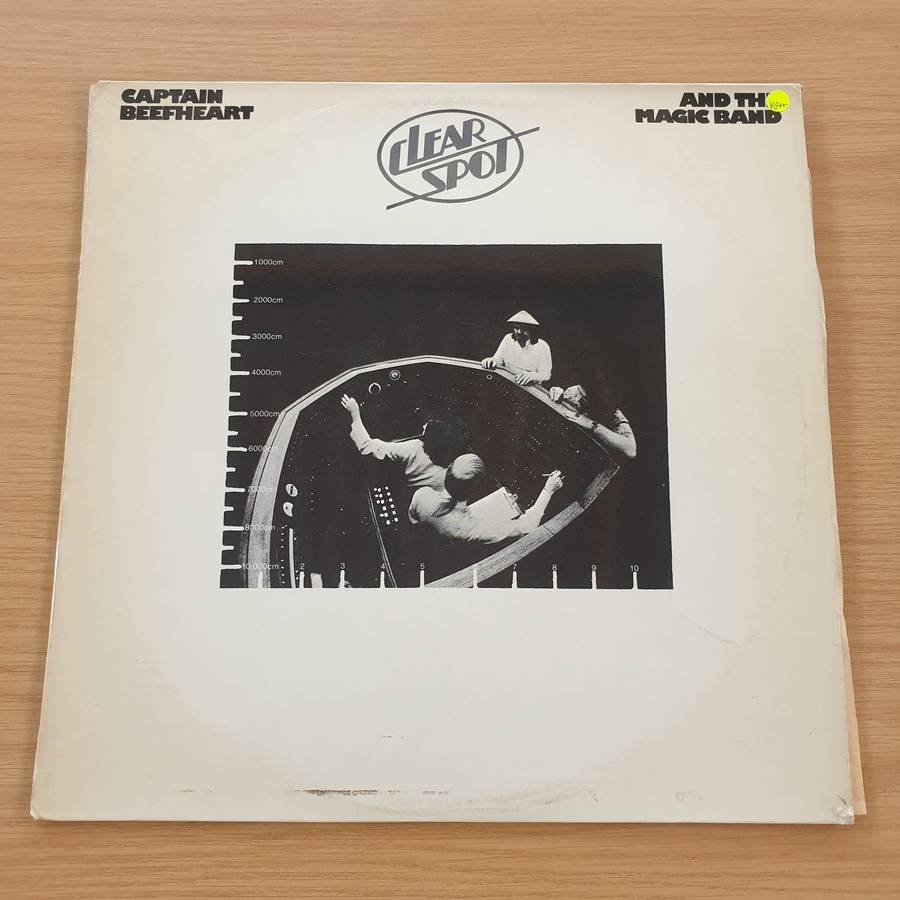 CAPTAIN
BEEFHEART
AND TH
MAGIC BAND
VG++
CLEAR
SPOT
1000cm
2000cm
3000cm
4000cm
5000cm
6000cm
7000cm
8000cm
10,000cm
2 3 4 5 7 8 9 10